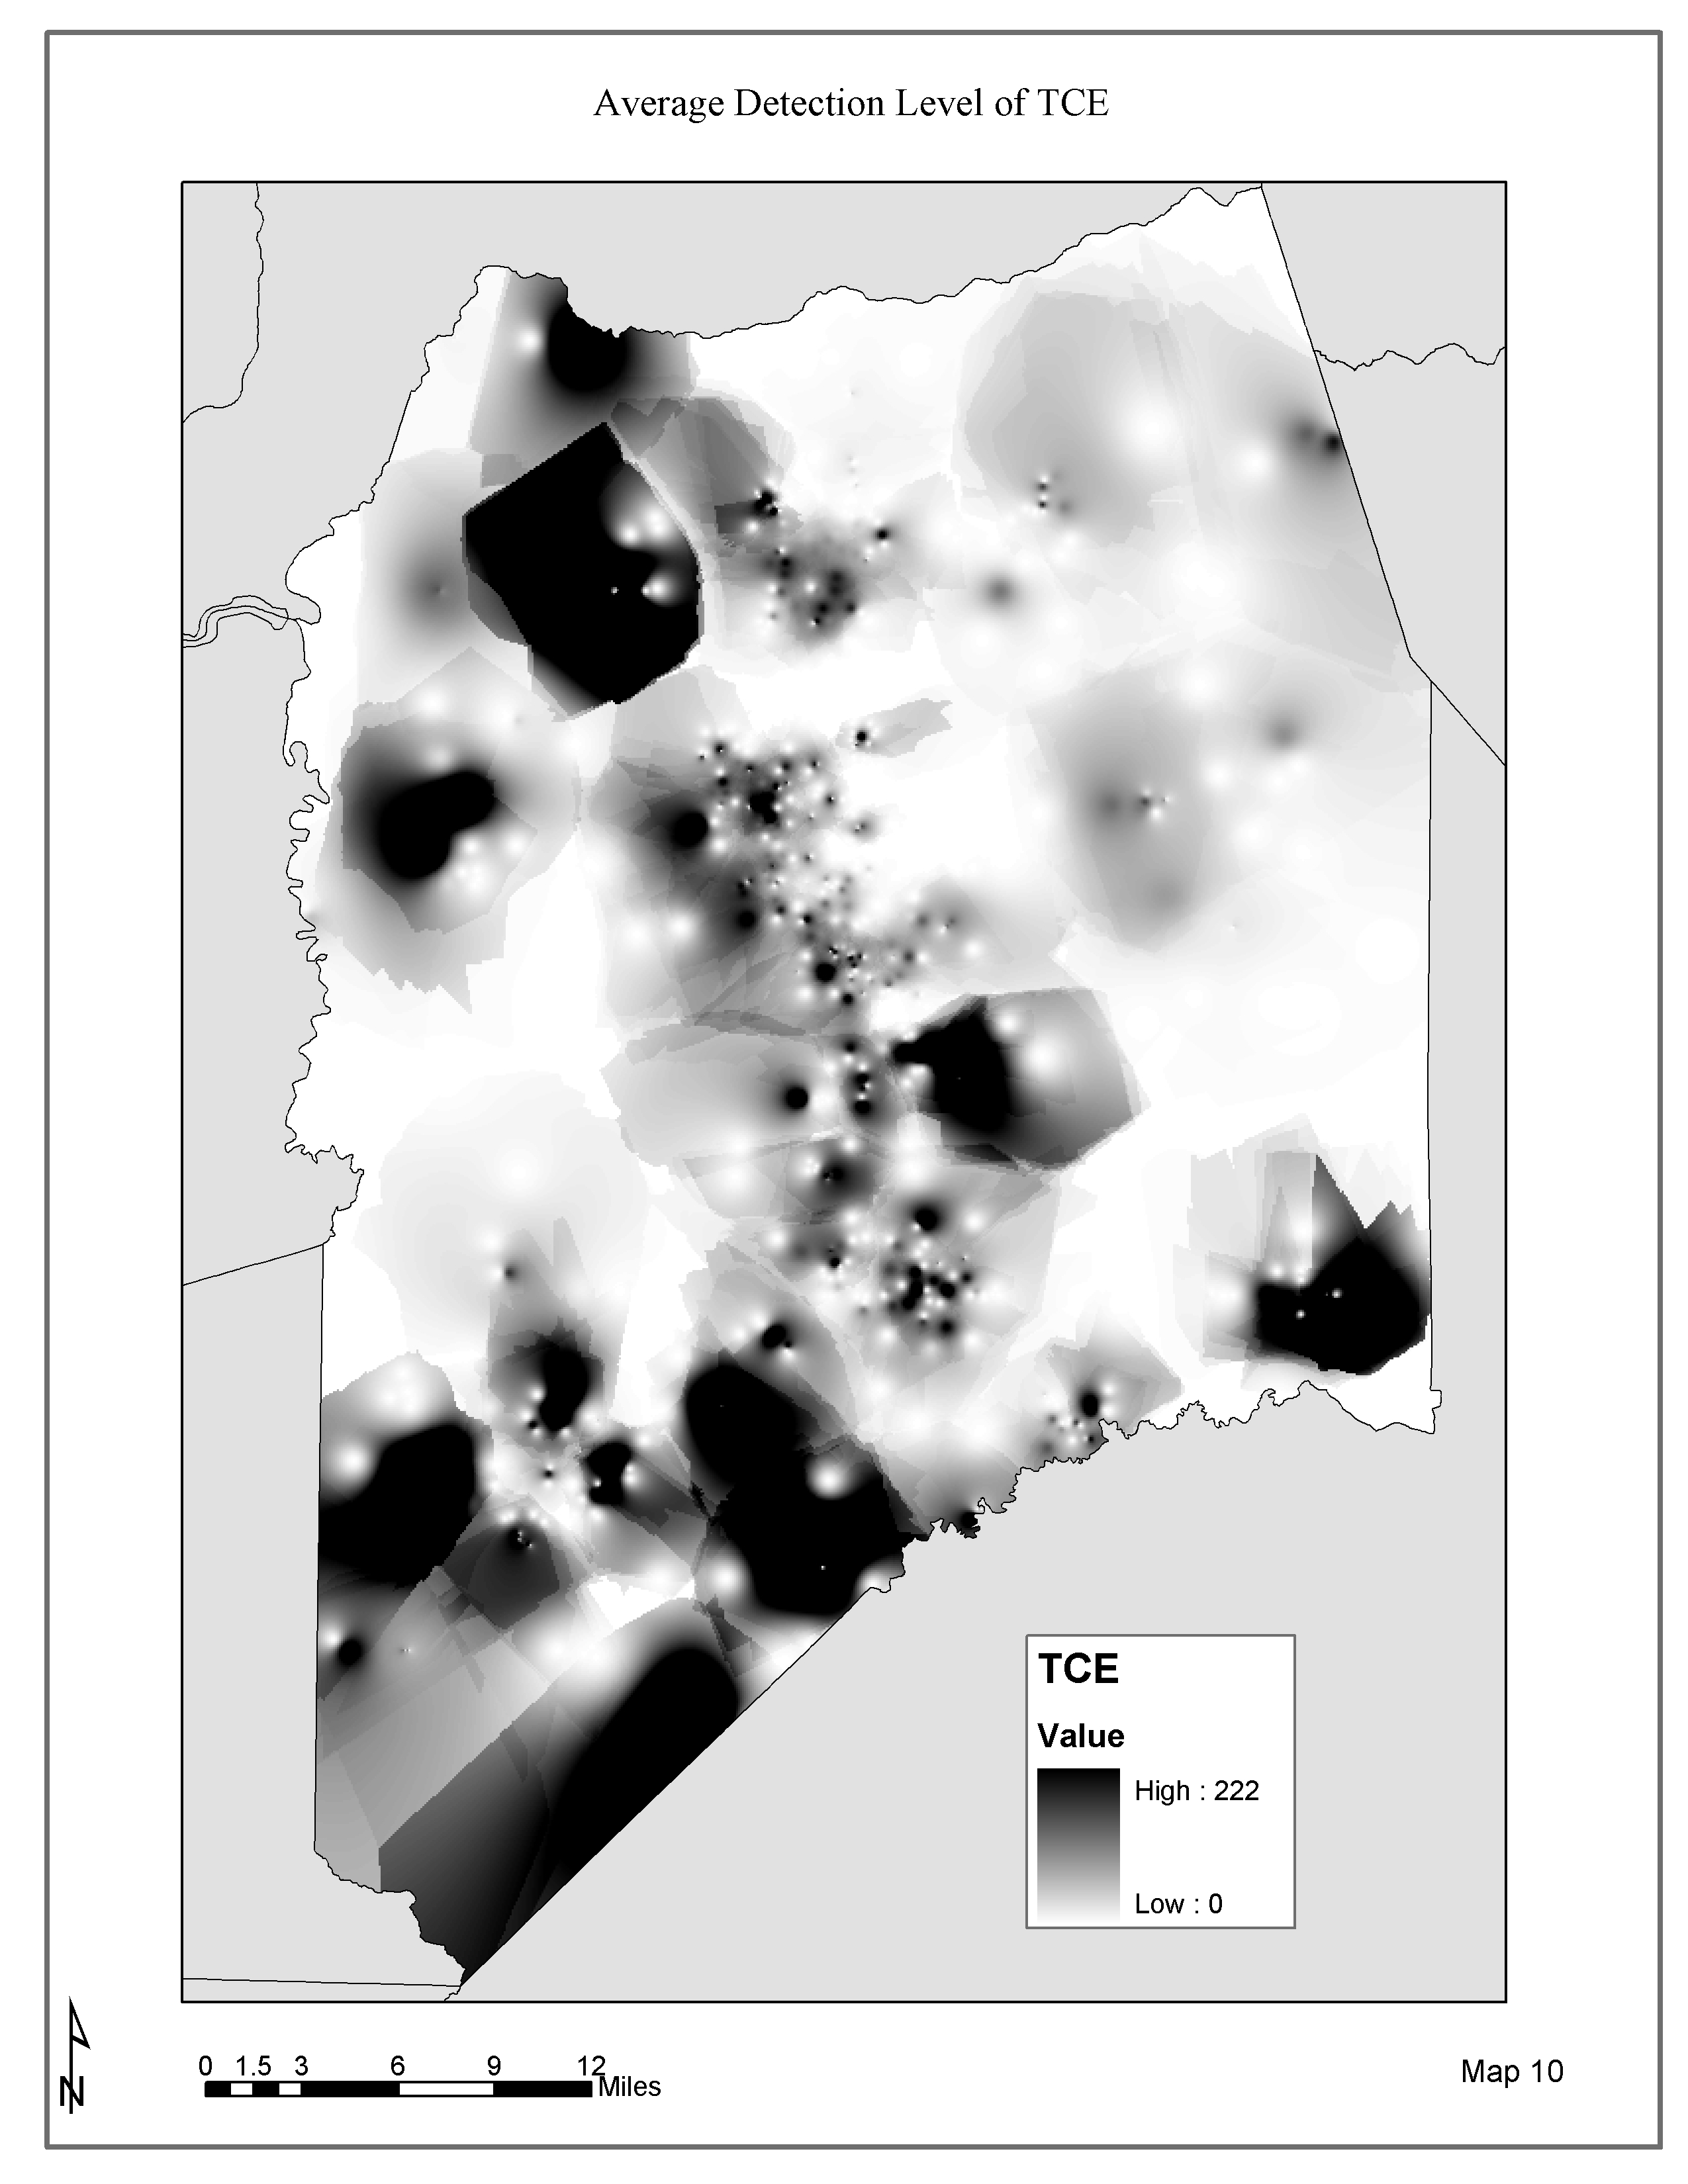 Average Detection Level of TCE
TCE
Value
High : 222
Low : 0
N
0 1.5 3 6 9 12
Miles
Map 10